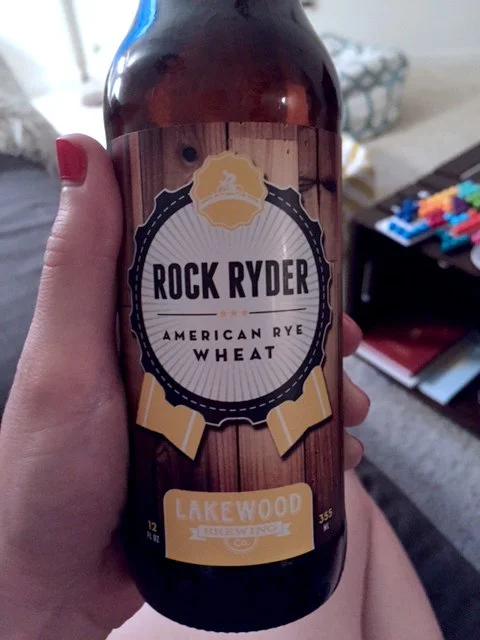 ROCK RYDER
AMERICAN RYE
WHEAT
LAKEWOOD
BREWING
Co.
12
FL OZ
355
ML